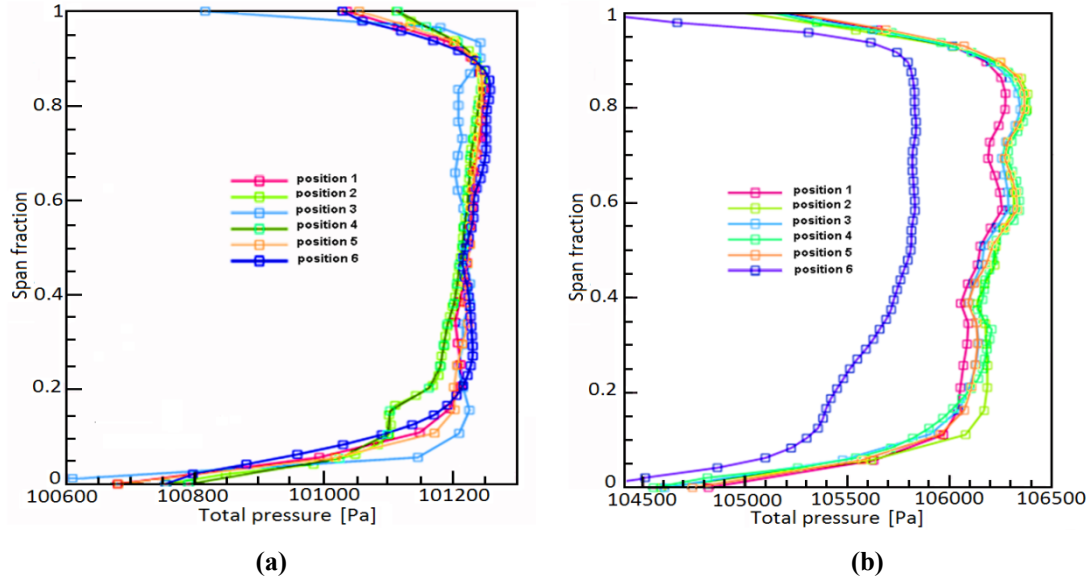 1
0.8
0.6
0.4
0.2
0
Span fraction
position 1
position 2
position 3
position 4
position 5
position 6
100600
100800
101000
101200
Total pressure [Pa]
(a)
1
0.8
0.6
0.4
0.2
0
Span fraction
position 1
position 2
position 3
position 4
position 5
position 6
104500
105000
105500
106000
106500
Total pressure [Pa]
(b)